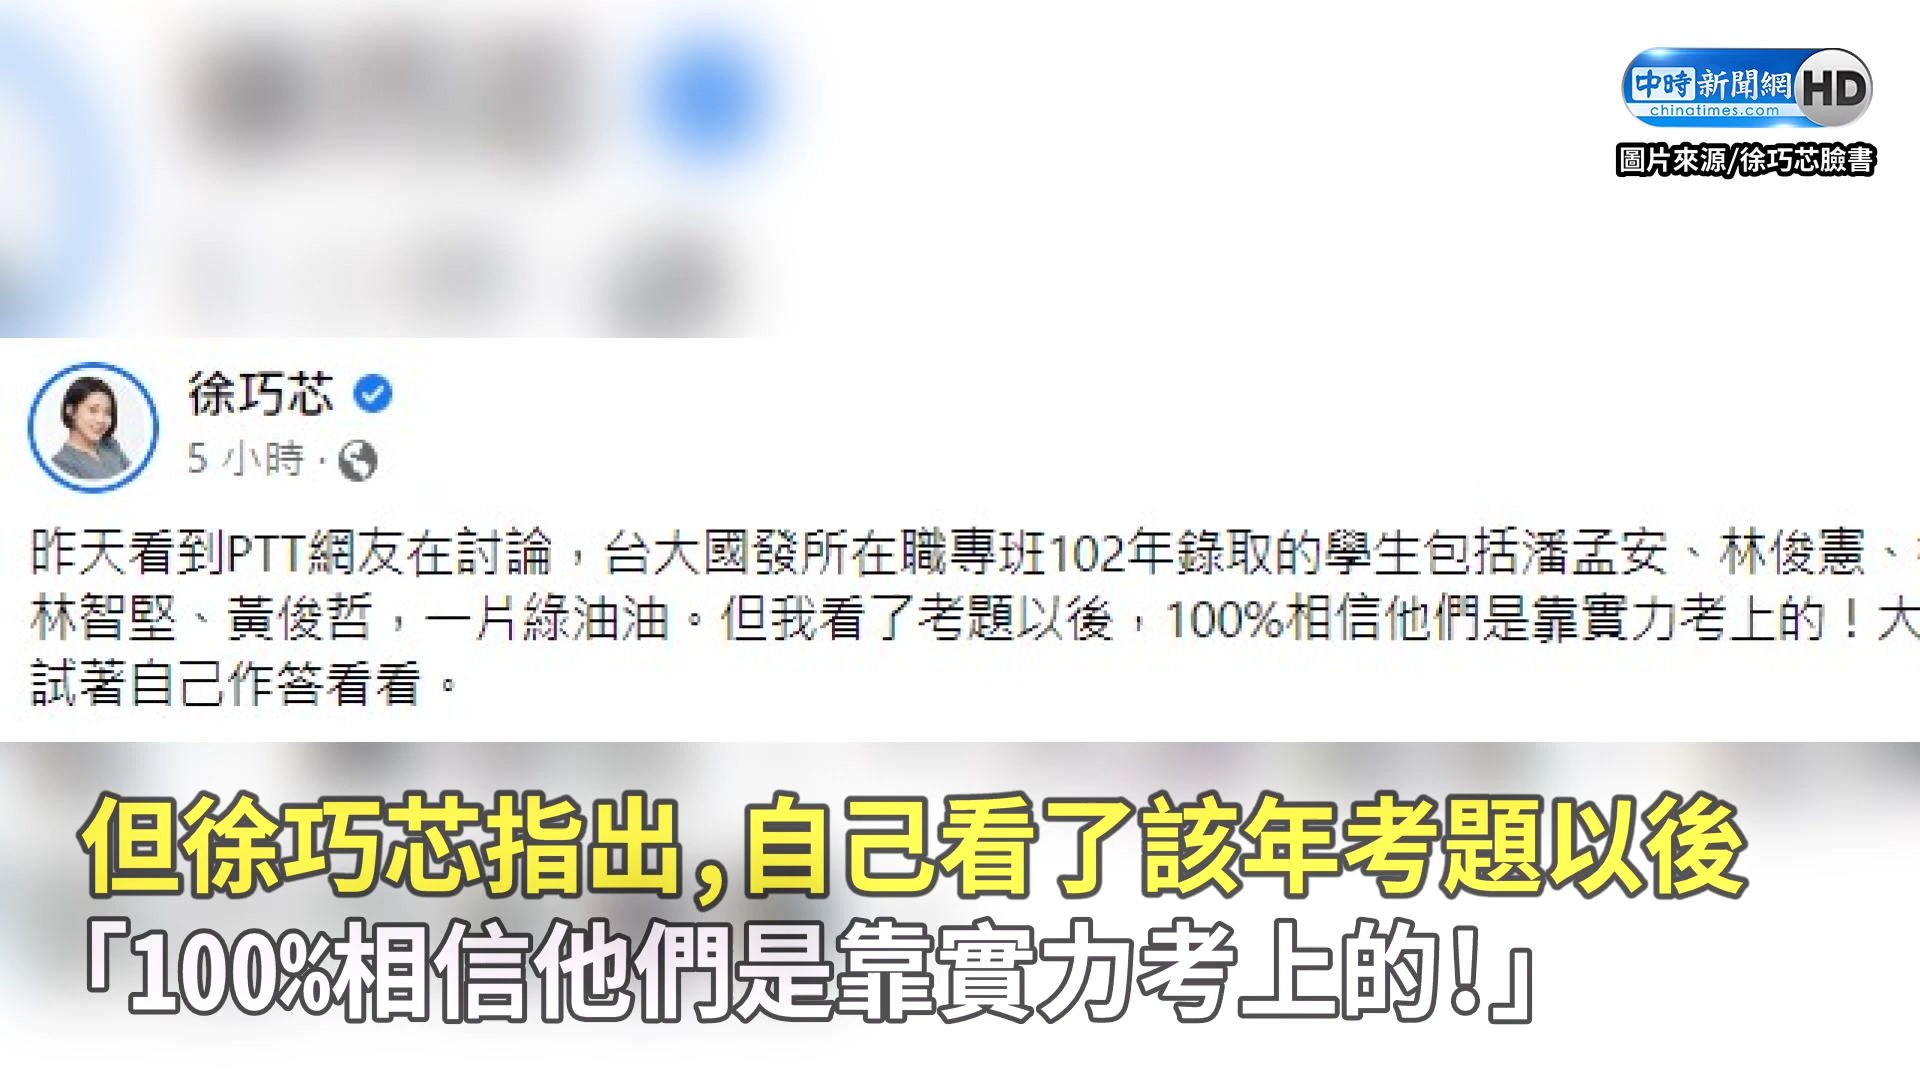 中時新聞網HD
chinatimes.com
圖片來源/徐巧芯臉書
徐巧芯
5 小時 ·
昨天看到PTT網友在討論，台大國發所在職專班102年錄取的學生包括潘孟安、林俊憲、
林智堅、黃俊哲，一片綠油油。但我看了考題以後，100%相信他們是靠實力考上的！大
試著自己作答看看。
但徐巧芯指出,自己看了該年考題以後
「100%相信他們是靠實力考上的!」